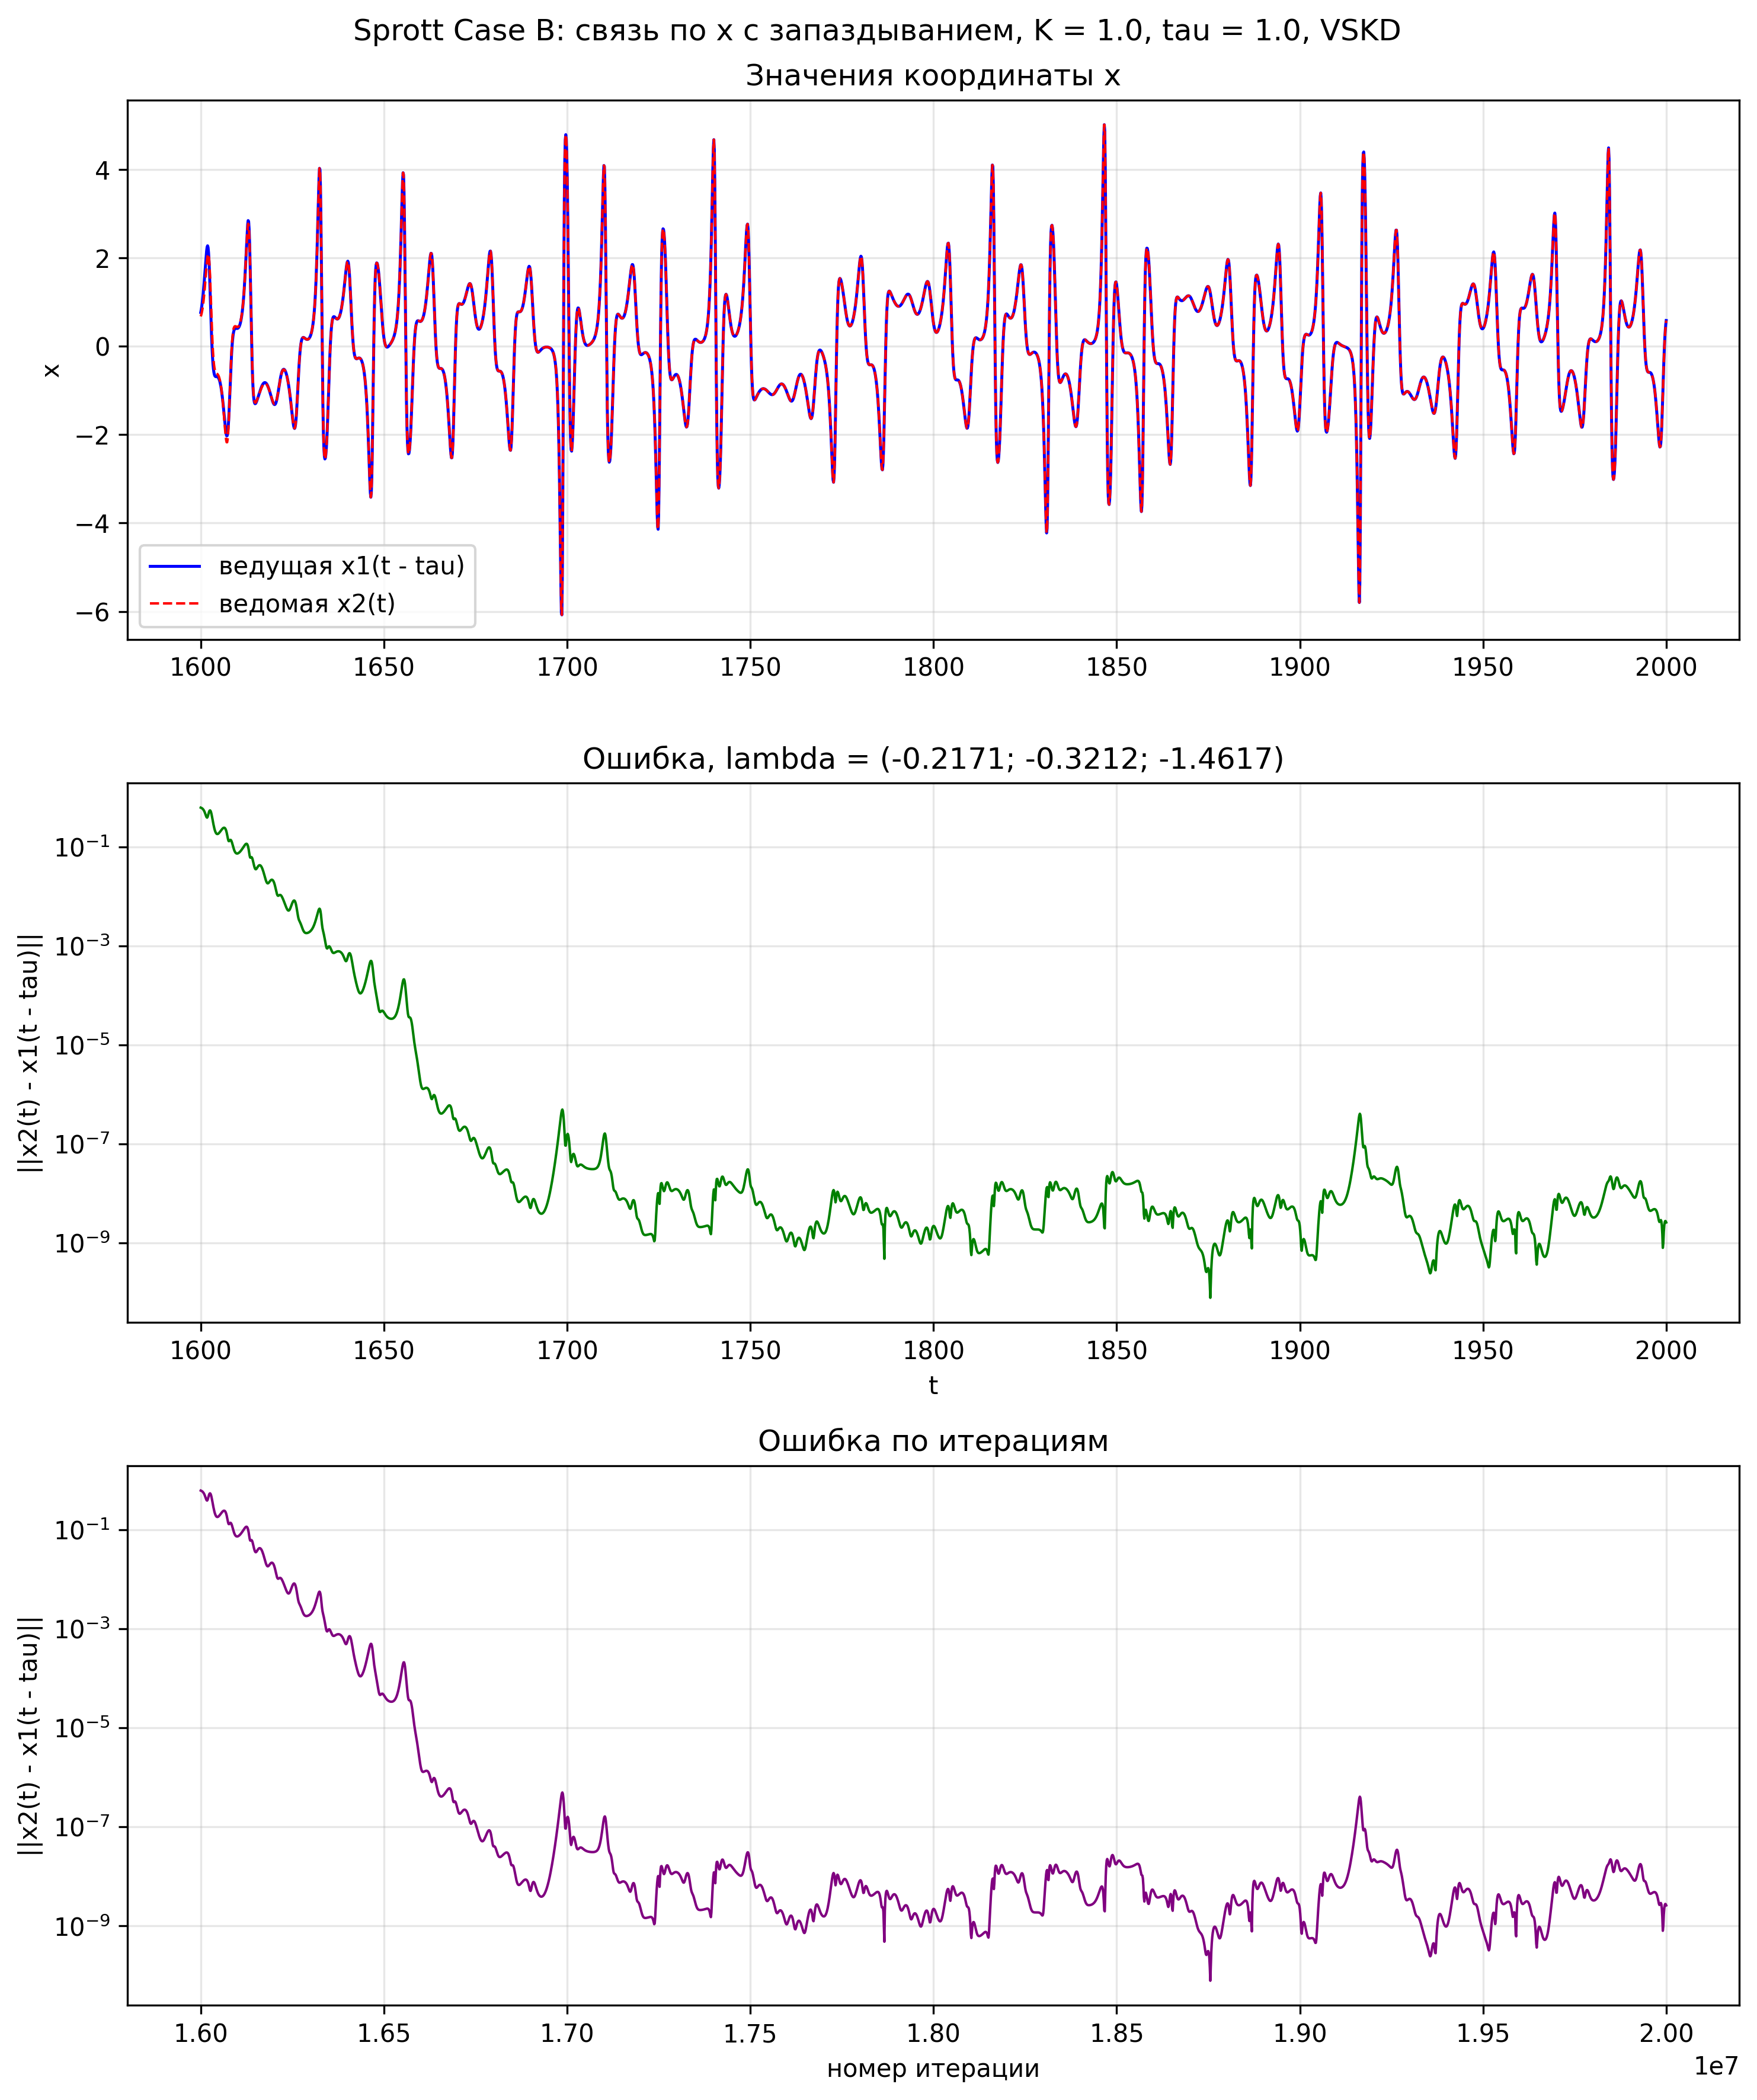 Sprott Case B: связь по x с запаздыванием, K = 1.0, tau = 1.0, VSKD
Значения координаты x
4
2
0
−2
−4
−6
x
ведущая x1(t - tau)
ведомая x2(t)
1600 1650 1700 1750 1800 1850 1900 1950 2000
Ошибка, lambda = (-0.2171; -0.3212; -1.4617)
10⁻¹
10⁻³
10⁻⁵
10⁻⁷
10⁻⁹
||x2(t) - x1(t - tau)||
1600 1650 1700 1750 1800 1850 1900 1950 2000
t
Ошибка по итерациям
10⁻¹
10⁻³
10⁻⁵
10⁻⁷
10⁻⁹
||x2(t) - x1(t - tau)||
1.60 1.65 1.70 1.75 1.80 1.85 1.90 1.95 2.00
1e7
номер итерации